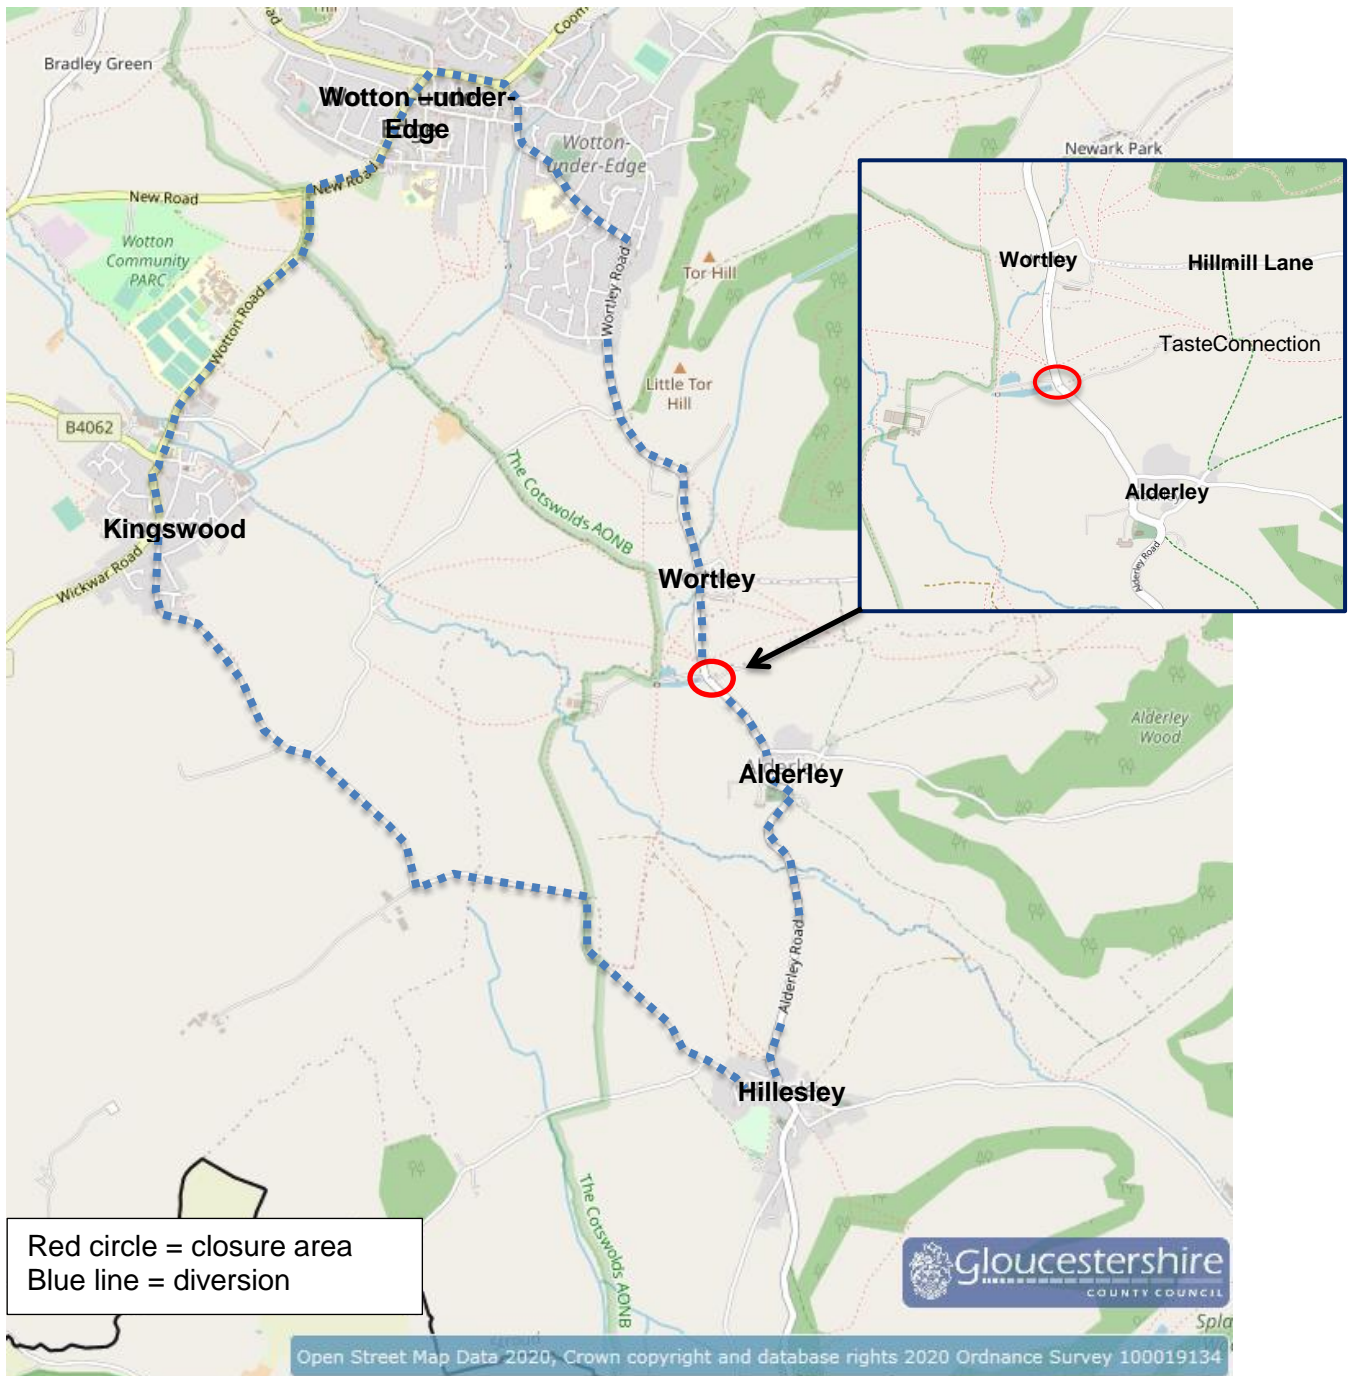 Bradley Green
Coom
Wotton –under-
Edge
Wotton-
under-Edge
Newark Park
New Road
New Road
Wotton
Community
PARC
Wotton Road
Wortley Road
Tor Hill
Little Tor
Hill
B4062
Kingswood
Wickwar Road
The Cotswolds AONB
Wortley
Wortley
Hillmill Lane
TasteConnection
Alderley
Alderley Road
Alderley
Wood
Alderley
Alderley Road
Hillesley
The Cotswolds AONB
Red circle = closure area
Blue line = diversion
Gloucestershire
COUNTY COUNCIL
Spla
Open Street Map Data 2020, Crown copyright and database rights 2020 Ordnance Survey 100019134